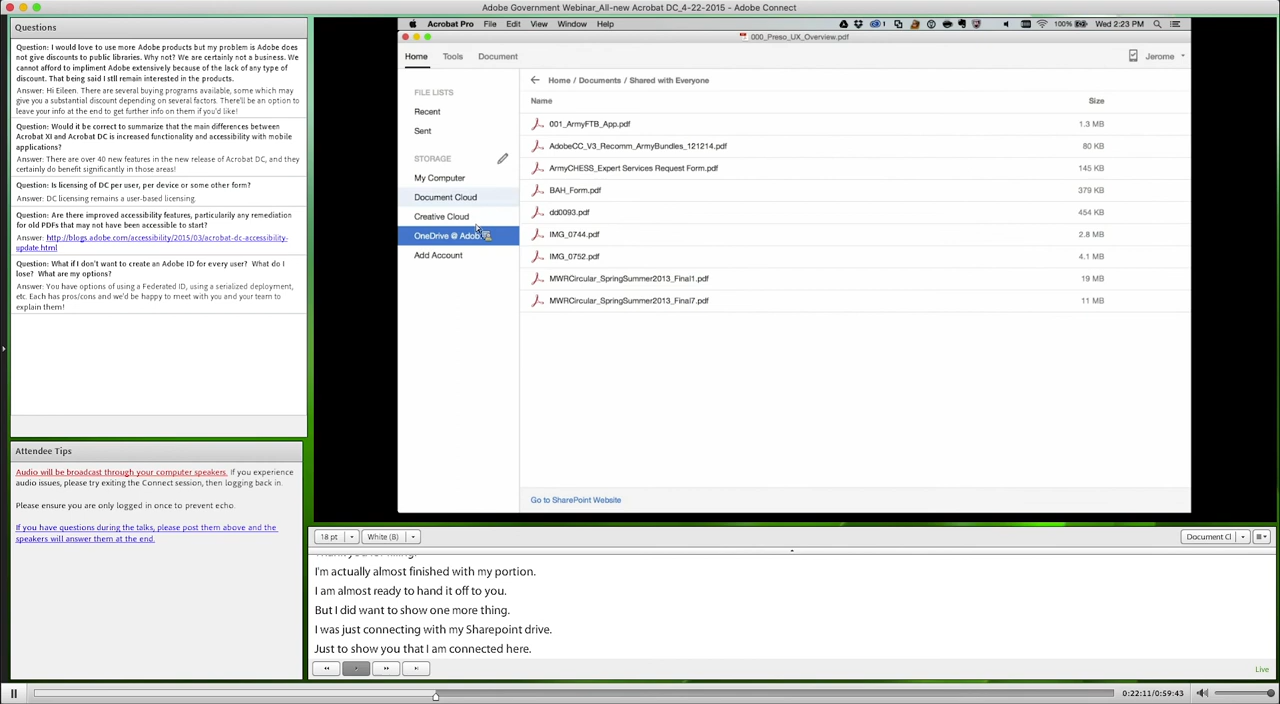 Adobe Government Webinar_All-new Acrobat DC_4-22-2015 - Adobe Connect
Questions
Question: I would love to use more Adobe products but my problem is Adobe does
not give discounts to public libraries. Why not? We are certainly not a business. We
cannot afford to impliment Adobe extensively because of the lack of any type of
discount. That being said I stll remain interested in the products.
Answer: Hi Eileen. There are several buying programs available, some which may
give you a substantial discount depending on several factors. There'll be an option to
leave your info at the end to get further info on them if you'd like!
Question: Would it be correct to summarize that the main differences between
Acrobat XI and Acrobat DC is increased functionality and accessibility with mobile
applications?
Answer: There are over 40 new features in the new release of Acrobat DC, and they
certainly do benefit significantly in those areas!
Question: Is licensing of DC per user, per device or some other form?
Answer: DC licensing remains a user-based licensing.
Question: Are there improved accessibility features, particularly any remediation
for old PDFs that may not have been accessible to start?
Answer: http://blogs.adobe.com/accessibility/2015/03/acrobat-dc-accessibility-
update.html
Question: What if I don't want to create an Adobe ID for every user? What do I
lose? What are my options?
Answer: You have options of using a Federated ID, using a serialized deployment,
etc. Each has pros/cons and we'd be happy to meet with you and your team to
explain them!
Attendee Tips
Audio will be broadcast through your computer speakers. If you experience
audio issues, please try exiting the Connect session, then logging back in.
Please ensure you are only logged in once to prevent echo.
If you have questions during the talks, please post them above and the
speakers will answer them at the end.
Acrobat Pro File Edit View Window Help
100% Wed 2:23 PM
000_Preso_UX_Overview.pdf
Home Tools Document
Jerome
FILE LISTS
Recent
Sent
STORAGE
My Computer
Document Cloud
Creative Cloud
OneDrive @ Adob
Add Account
Home / Documents / Shared with Everyone
Name Size
001_ArmyFTB_App.pdf 1.3 MB
AdobeCC_V3_Recomm_ArmyBundles_121214.pdf 80 KB
ArmyCHESS_Expert Services Request Form.pdf 145 KB
BAH_Form.pdf 379 KB
dd0093.pdf 454 KB
IMG_0744.pdf 2.8 MB
IMG_0752.pdf 4.1 MB
MWRCircular_SpringSummer2013_Final1.pdf 19 MB
MWRCircular_SpringSummer2013_Final7.pdf 11 MB
Go to SharePoint Website
18 pt White (B) Document Cl
I'm actually almost finished with my portion.
I am almost ready to hand it off to you.
But I did want to show one more thing.
I was just connecting with my Sharepoint drive.
Just to show you that I am connected here.
Live
0:22:11/0:59:43